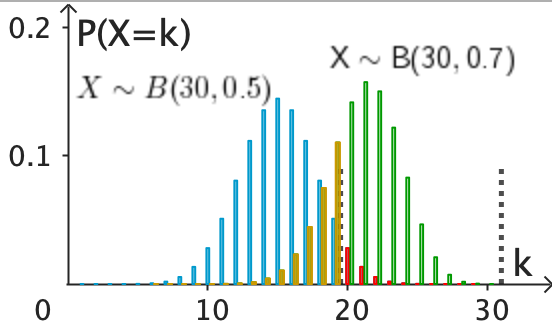 0.2
P(X=k)
X ~ B(30, 0.7)
X ~ B(30, 0.5)
0.1
k
0
10
20
30